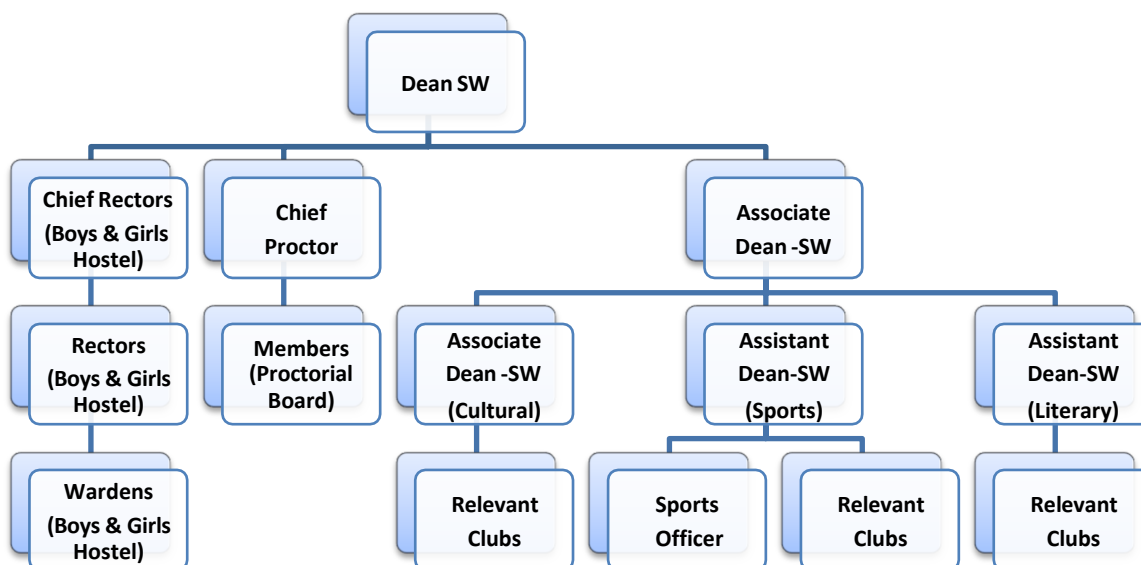 Dean SW
Chief Rectors
(Boys & Girls
Hostel)
Chief
Proctor
Associate
Dean -SW
Rectors
(Boys & Girls
Hostel)
Members
(Proctorial
Board)
Associate
Dean -SW
(Cultural)
Assistant
Dean-SW
(Sports)
Assistant
Dean-SW
(Literary)
Wardens
(Boys & Girls
Hostel)
Relevant
Clubs
Sports
Officer
Relevant
Clubs
Relevant
Clubs